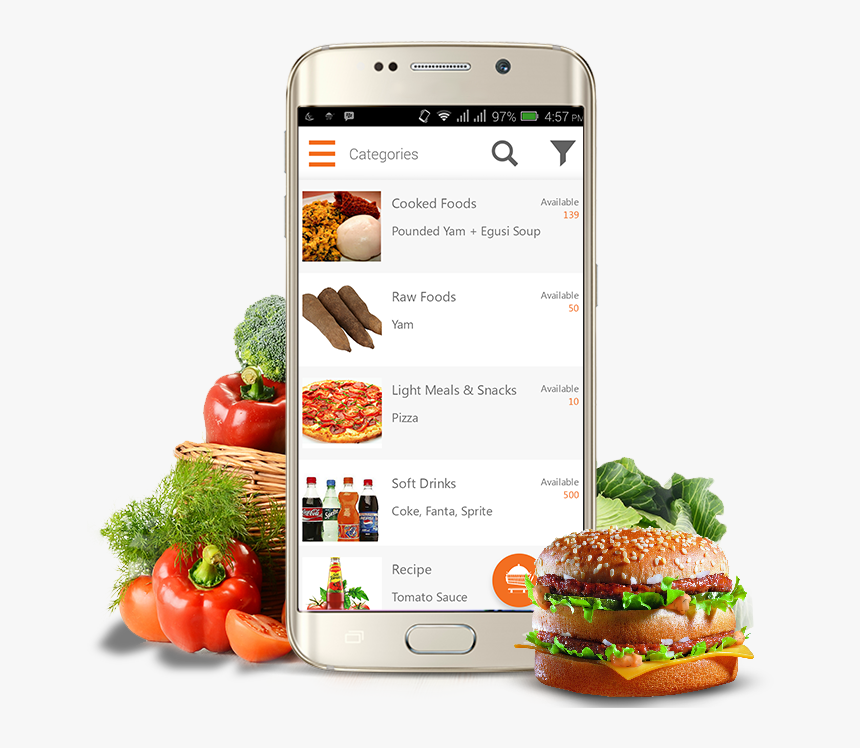 97% 4:57 PM
Categories
Cooked Foods
Available
139
Pounded Yam + Egusi Soup
Raw Foods
Available
50
Yam
Light Meals & Snacks
Available
10
Pizza
Soft Drinks
Available
500
Coke, Fanta, Sprite
Recipe
Tomato Sauce